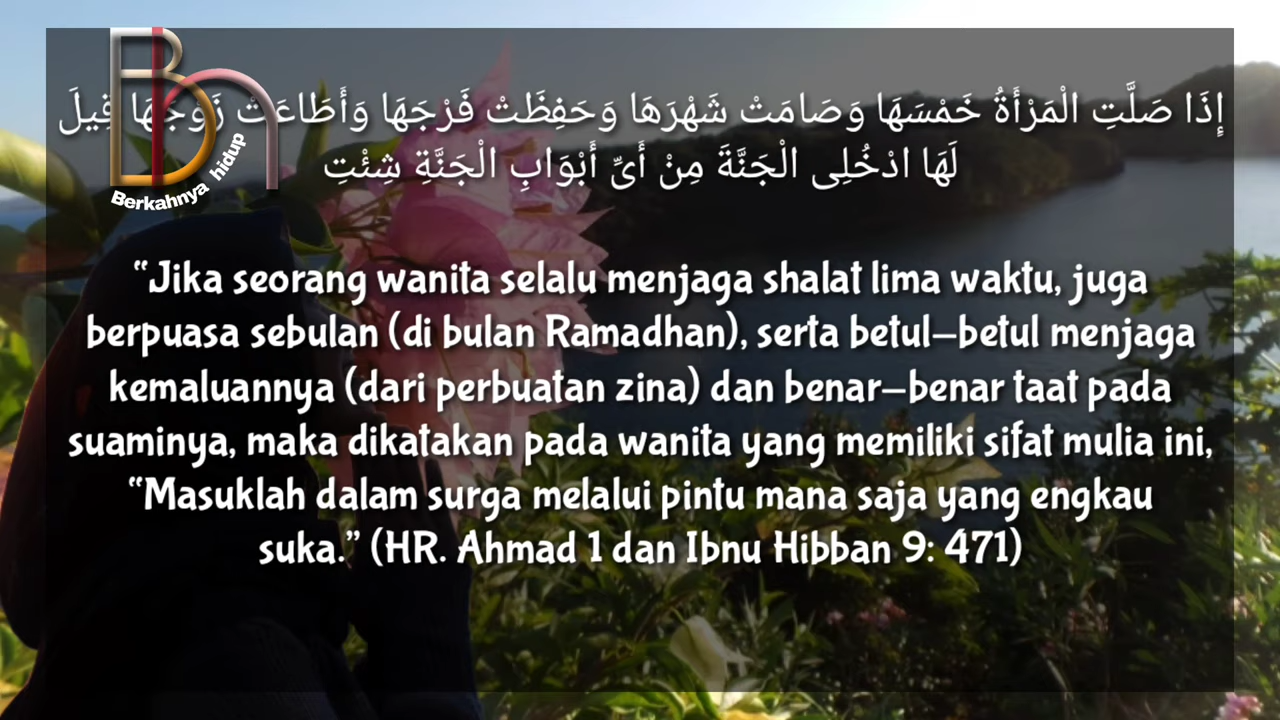 إِذَا صَلَّتِ الْمَرْأَةُ خَمْسَهَا وَصَامَتْ شَهْرَهَا وَحَفِظَتْ فَرْجَهَا وَأَطَاعَتْ زَوْجَهَا قِيلَ
لَهَا ادْخُلِى الْجَنَّةَ مِنْ أَىِّ أَبْوَابِ الْجَنَّةِ شِئْتِ
Bh
Berkahnya hidup
“Jika seorang wanita selalu menjaga shalat lima waktu, juga
berpuasa sebulan (di bulan Ramadhan), serta betul-betul menjaga
kemaluannya (dari perbuatan zina) dan benar-benar taat pada
suaminya, maka dikatakan pada wanita yang memiliki sifat mulia ini,
“Masuklah dalam surga melalui pintu mana saja yang engkau
suka.” (HR. Ahmad 1 dan Ibnu Hibban 9: 471)